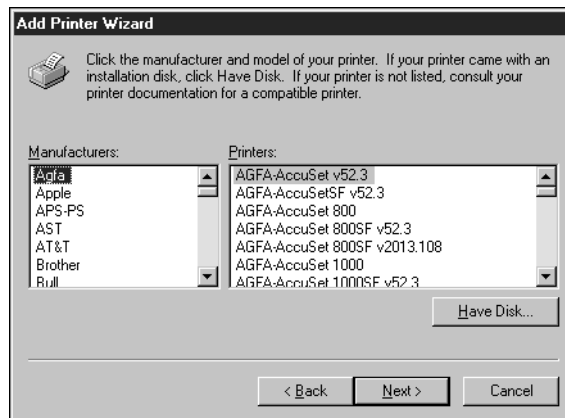 Add Printer Wizard
Click the manufacturer and model of your printer. If your printer came with an
installation disk, click Have Disk. If your printer is not listed, consult your
printer documentation for a compatible printer.
Manufacturers:
Agfa
Apple
APS-PS
AST
AT&T
Brother
Bull
Printers:
AGFA-AccuSet v52.3
AGFA-AccuSetSF v52.3
AGFA-AccuSet 800
AGFA-AccuSet 800SF v52.3
AGFA-AccuSet 800SF v2013.108
AGFA-AccuSet 1000
AGFA-AccuSet 1000SF v52.3
Have Disk...
< Back
Next >
Cancel